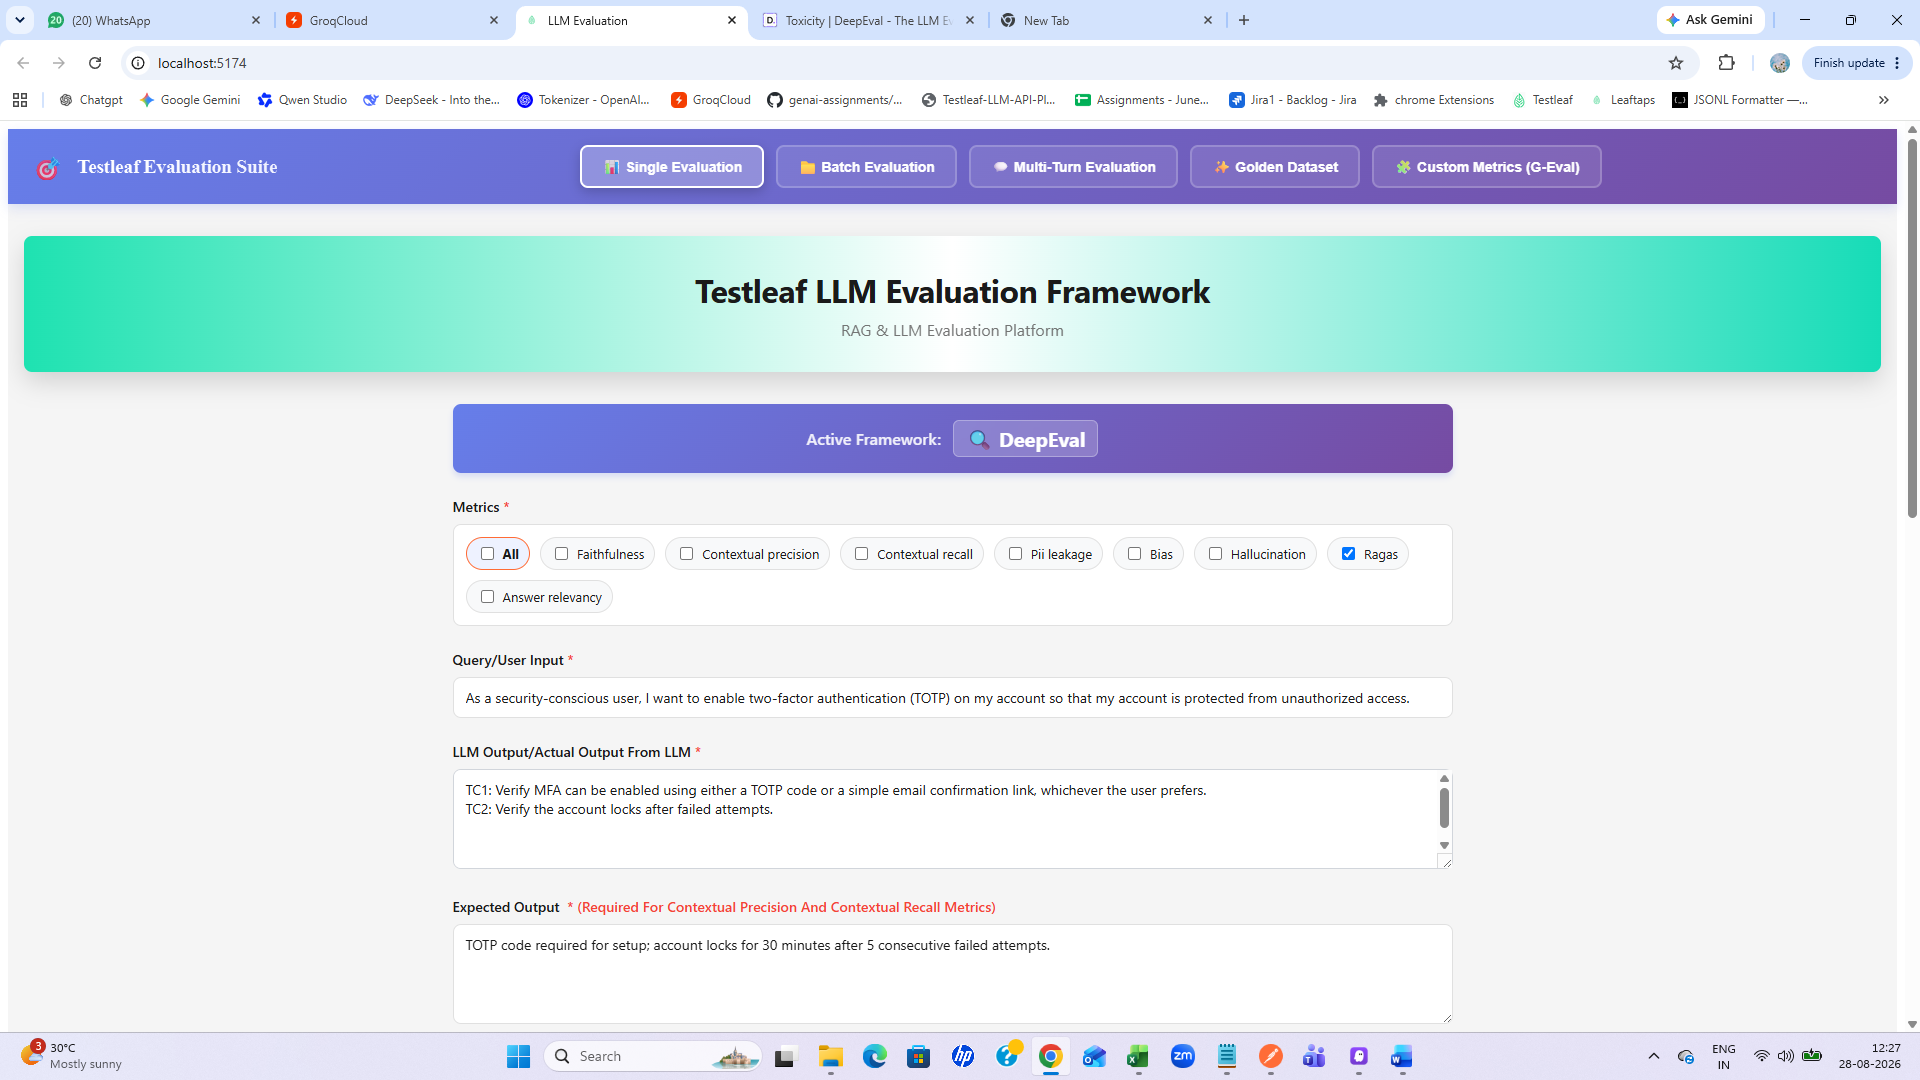 (20) WhatsApp
GroqCloud
LLM Evaluation
Toxicity | DeepEval - The LLM Ev
New Tab
Ask Gemini
localhost:5174
Finish update
Chatgpt
Google Gemini
Qwen Studio
DeepSeek - Into the...
Tokenizer - OpenAI...
GroqCloud
genai-assignments/...
Testleaf-LLM-API-Pl...
Assignments - June...
Jira1 - Backlog - Jira
chrome Extensions
Testleaf
Leaftaps
JSONL Formatter —...
Testleaf Evaluation Suite
Single Evaluation
Batch Evaluation
Multi-Turn Evaluation
Golden Dataset
Custom Metrics (G-Eval)
Testleaf LLM Evaluation Framework
RAG & LLM Evaluation Platform
Active Framework:
DeepEval
Metrics *
All
Faithfulness
Contextual precision
Contextual recall
Pii leakage
Bias
Hallucination
Ragas
Answer relevancy
Query/User Input *
As a security-conscious user, I want to enable two-factor authentication (TOTP) on my account so that my account is protected from unauthorized access.
LLM Output/Actual Output From LLM *
TC1: Verify MFA can be enabled using either a TOTP code or a simple email confirmation link, whichever the user prefers.
TC2: Verify the account locks after failed attempts.
Expected Output * (Required For Contextual Precision And Contextual Recall Metrics)
TOTP code required for setup; account locks for 30 minutes after 5 consecutive failed attempts.
3
30°C
Mostly sunny
Search
ENG
IN
12:27
28-08-2026